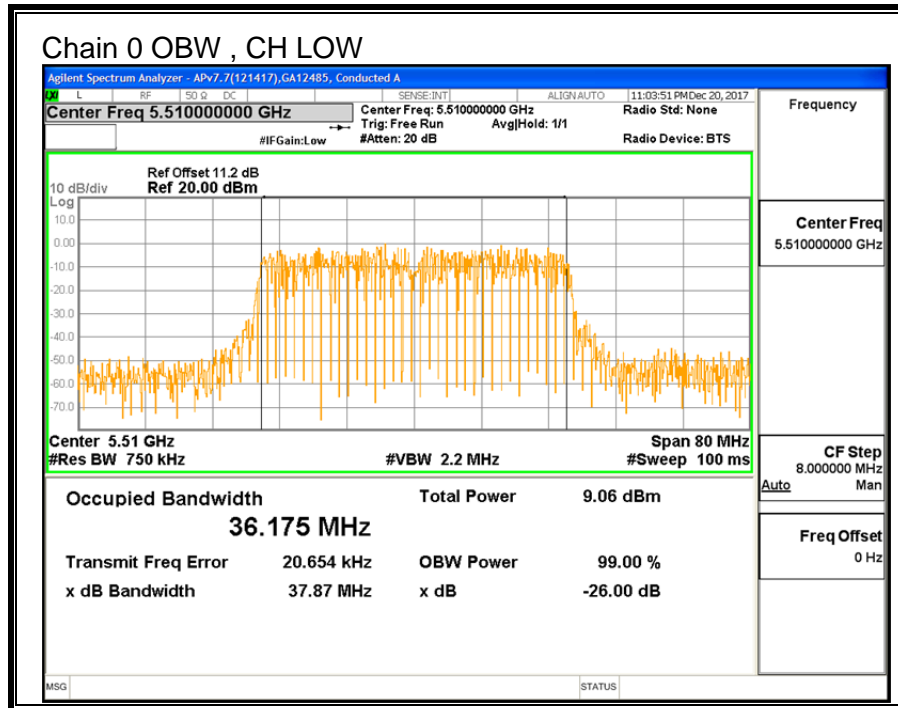 Chain 0 OBW , CH LOW
Agilent Spectrum Analyzer - APv7.7(121417),GA12485, Conducted A
LXI L RF 50 Ω DC SENSE:INT ALIGN AUTO 11:03:51 PM Dec 20, 2017
Center Freq 5.510000000 GHz
Center Freq: 5.510000000 GHz
Radio Std: None
Trig: Free Run Avg|Hold: 1/1
#IFGain:Low #Atten: 20 dB Radio Device: BTS
Ref Offset 11.2 dB
10 dB/div Ref 20.00 dBm
Log
10.0
0.00
-10.0
-20.0
-30.0
-40.0
-50.0
-60.0
-70.0
Center 5.51 GHz Span 80 MHz
#Res BW 750 kHz #VBW 2.2 MHz #Sweep 100 ms
Occupied Bandwidth Total Power 9.06 dBm
36.175 MHz
Transmit Freq Error 20.654 kHz OBW Power 99.00 %
x dB Bandwidth 37.87 MHz x dB -26.00 dB
MSG STATUS
Frequency
Center Freq
5.510000000 GHz
CF Step
8.000000 MHz
Auto Man
Freq Offset
0 Hz